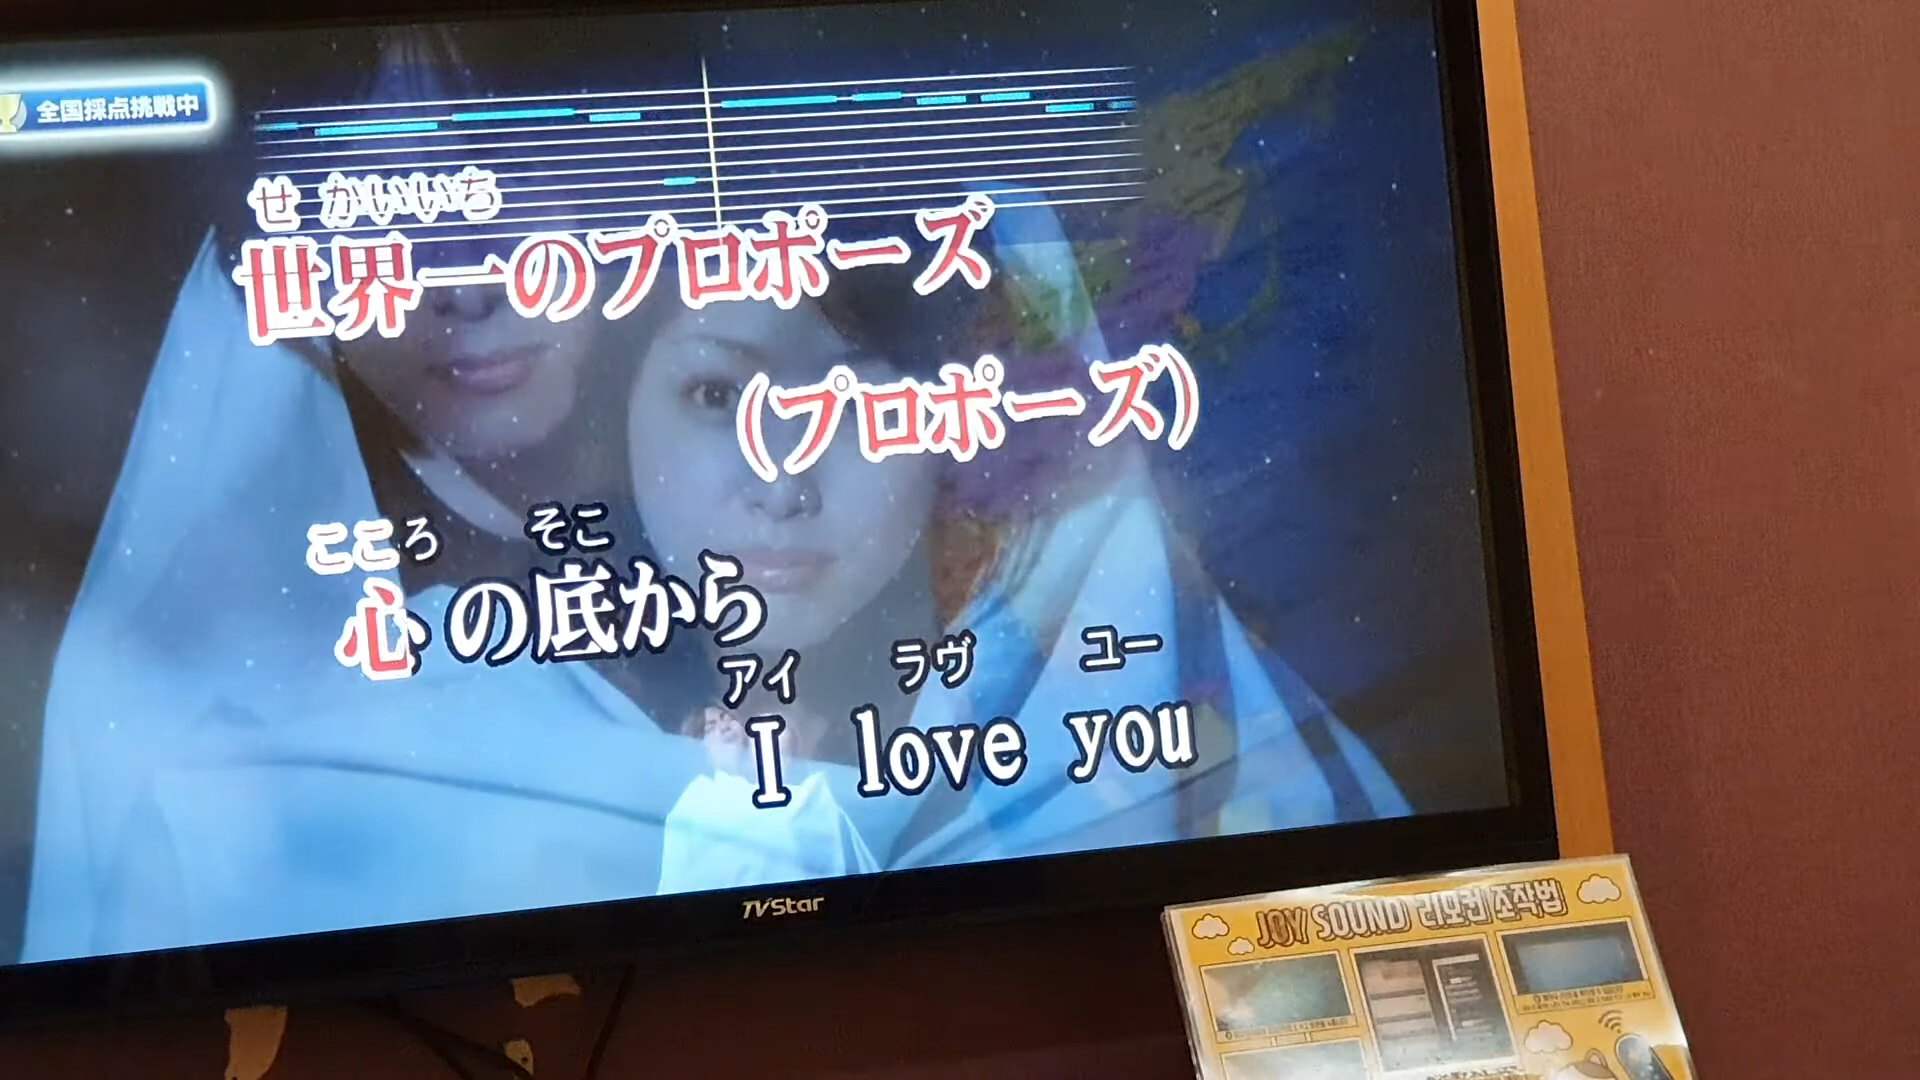 全国採点挑戦中
せかいいち
世界一のプロポーズ
(プロポーズ)
こころ そこ
心の底から
アイ ラヴ ユー
I love you
TVStar
JOY SOUND 리모컨 조작법